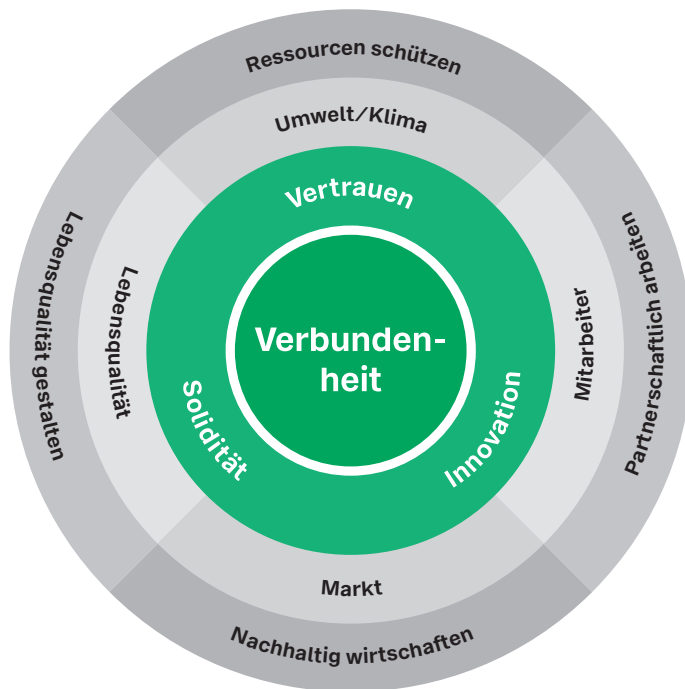 Ressourcen schützen
Umwelt/Klima
Vertrauen
Lebensqualität gestalten
Lebensqualität
Verbunden-
heit
Mitarbeiter
Partnerschaftlich arbeiten
Solidität
Innovation
Markt
Nachhaltig wirtschaften